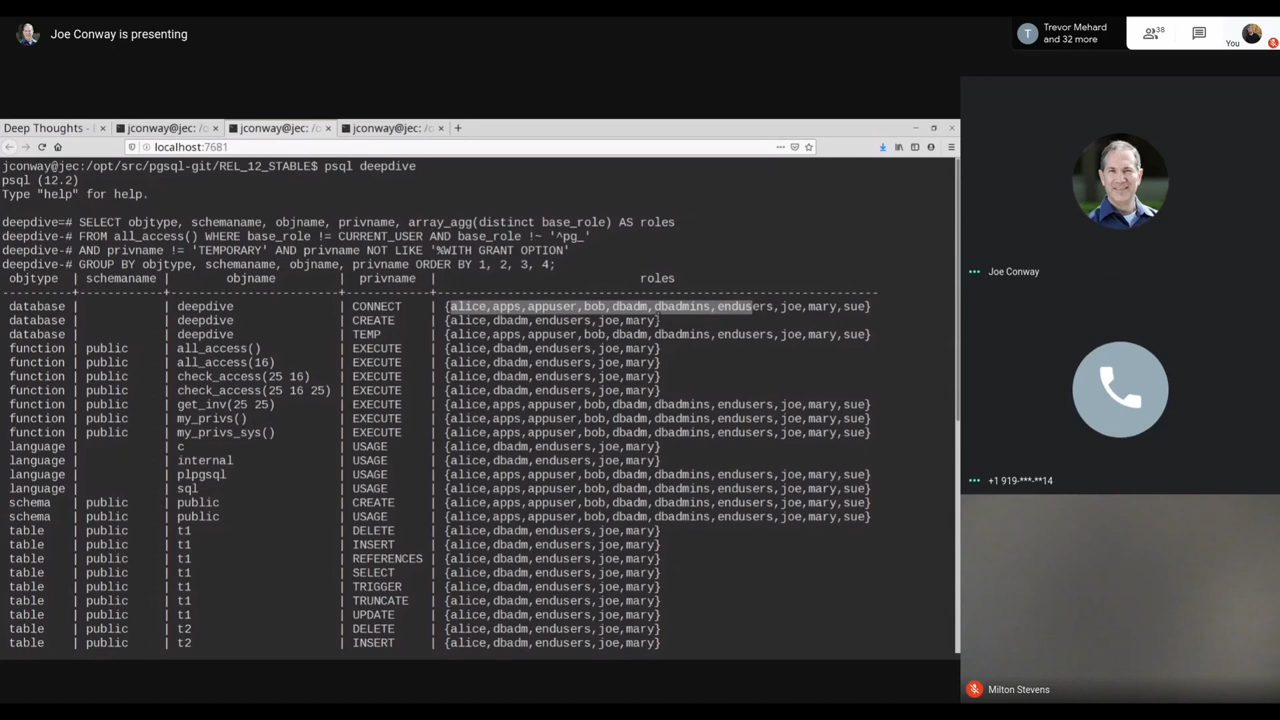 Joe Conway is presenting
Trevor Mehard
and 32 more
38
You
T
Deep Thoughts -
jconway@jec: /o
jconway@jec: /o
jconway@jec: /o
localhost:7681
jconway@jec:/opt/src/pgsql-git/REL_12_STABLE$ psql deepdive
psql (12.2)
Type "help" for help.
deepdive=# SELECT objtype, schemaname, objname, privname, array_agg(distinct base_role) AS roles
deepdive-# FROM all_access() WHERE base_role != CURRENT_USER AND base_role !~ '^pg_'
deepdive-# AND privname != 'TEMPORARY' AND privname NOT LIKE '%WITH GRANT OPTION'
deepdive-# GROUP BY objtype, schemaname, objname, privname ORDER BY 1, 2, 3, 4;
objtype | schemaname | objname | privname | roles
----------+------------+------------------------+------------+--------------------------------------------------------------
database | | deepdive | CONNECT | {alice,apps,appuser,bob,dbadm,dbadmins,endusers,joe,mary,sue}
database | | deepdive | CREATE | {alice,dbadm,endusers,joe,mary}
database | | deepdive | TEMP | {alice,apps,appuser,bob,dbadm,dbadmins,endusers,joe,mary,sue}
function | public | all_access() | EXECUTE | {alice,dbadm,endusers,joe,mary}
function | public | all_access(16) | EXECUTE | {alice,dbadm,endusers,joe,mary}
function | public | check_access(25 16) | EXECUTE | {alice,dbadm,endusers,joe,mary}
function | public | check_access(25 16 25) | EXECUTE | {alice,dbadm,endusers,joe,mary}
function | public | get_inv(25 25) | EXECUTE | {alice,apps,appuser,bob,dbadm,dbadmins,endusers,joe,mary,sue}
function | public | my_privs() | EXECUTE | {alice,apps,appuser,bob,dbadm,dbadmins,endusers,joe,mary,sue}
function | public | my_privs_sys() | EXECUTE | {alice,apps,appuser,bob,dbadm,dbadmins,endusers,joe,mary,sue}
language | | c | USAGE | {alice,dbadm,endusers,joe,mary}
language | | internal | USAGE | {alice,dbadm,endusers,joe,mary}
language | | plpgsql | USAGE | {alice,apps,appuser,bob,dbadm,dbadmins,endusers,joe,mary,sue}
language | | sql | USAGE | {alice,apps,appuser,bob,dbadm,dbadmins,endusers,joe,mary,sue}
schema | public | public | CREATE | {alice,apps,appuser,bob,dbadm,dbadmins,endusers,joe,mary,sue}
schema | public | public | USAGE | {alice,apps,appuser,bob,dbadm,dbadmins,endusers,joe,mary,sue}
table | public | t1 | DELETE | {alice,dbadm,endusers,joe,mary}
table | public | t1 | INSERT | {alice,dbadm,endusers,joe,mary}
table | public | t1 | REFERENCES | {alice,dbadm,endusers,joe,mary}
table | public | t1 | SELECT | {alice,dbadm,endusers,joe,mary}
table | public | t1 | TRIGGER | {alice,dbadm,endusers,joe,mary}
table | public | t1 | TRUNCATE | {alice,dbadm,endusers,joe,mary}
table | public | t1 | UPDATE | {alice,dbadm,endusers,joe,mary}
table | public | t2 | DELETE | {alice,dbadm,endusers,joe,mary}
table | public | t2 | INSERT | {alice,dbadm,endusers,joe,mary}
Joe Conway
+1 919-***-**14
Milton Stevens